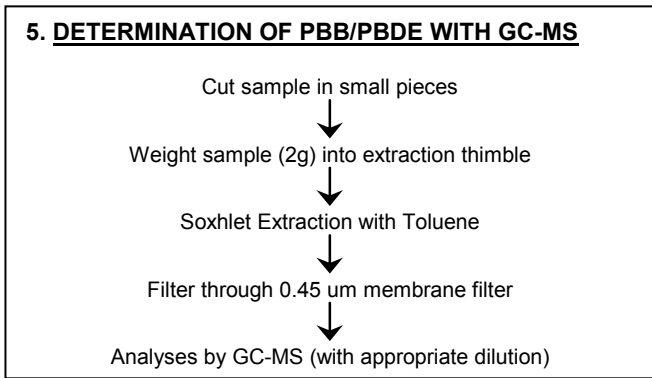 5. DETERMINATION OF PBB/PBDE WITH GC-MS
Cut sample in small pieces
Weight sample (2g) into extraction thimble
Soxhlet Extraction with Toluene
Filter through 0.45 um membrane filter
Analyses by GC-MS (with appropriate dilution)